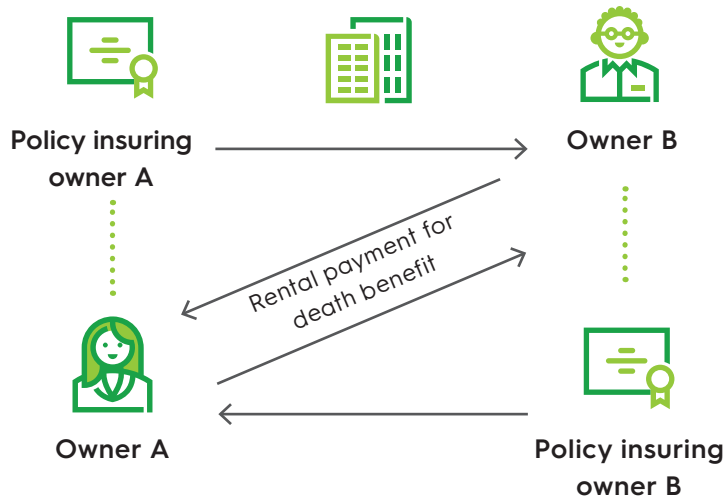 Policy insuring
owner A
Owner B
Rental payment for
death benefit
Owner A
Policy insuring
owner B